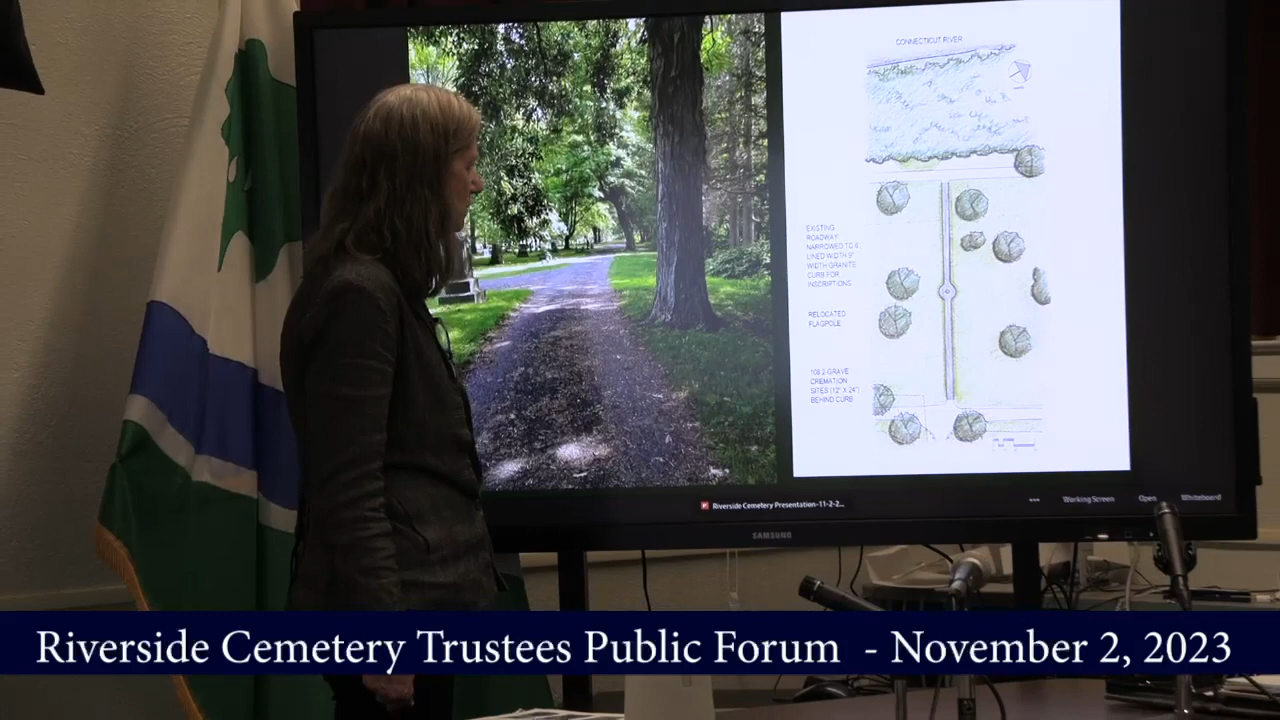 CONNECTICUT RIVER
EXISTING
ROADWAY
NARROWED TO 6',
LINED WIDTH 9"
WIDTH GRANITE
CURB FOR
INSCRIPTIONS
RELOCATED
FLAGPOLE
108 2-GRAVE
CREMATION
SITES (12" X 24")
BEHIND CURB
Riverside Cemetery Presentation-11-2-2...
Working Screen
Open
Whiteboard
SAMSUNG
Riverside Cemetery Trustees Public Forum - November 2, 2023